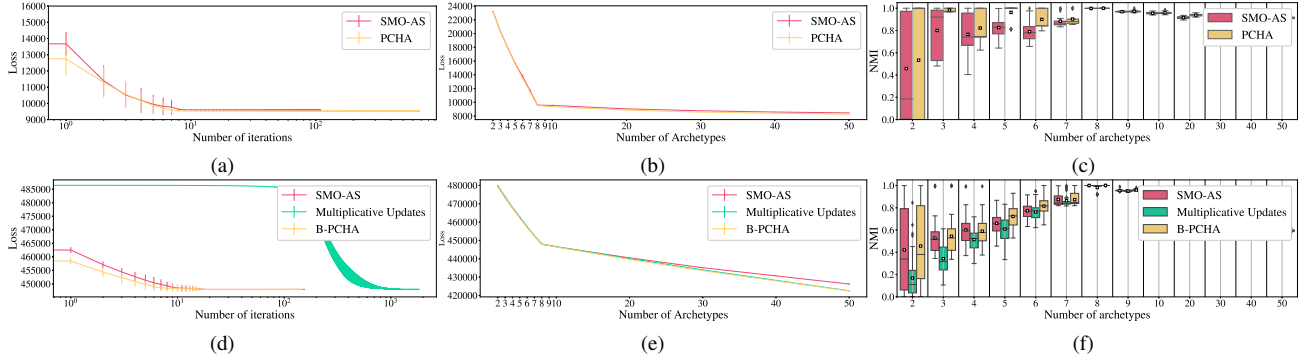 16000
15000
14000
13000
12000
11000
10000
9000
Loss
SMO-AS
PCHA
10^0
10^1
10^2
Number of iterations
(a)
24000
22000
20000
18000
16000
14000
12000
10000
8000
Loss
SMO-AS
PCHA
2 3 4 5 6 7 8 9 10 20 30 40 50
Number of Archetypes
(b)
1.0
0.8
0.6
0.4
0.2
0.0
NMI
SMO-AS
PCHA
2 3 4 5 6 7 8 9 10 20 30 40 50
Number of archetypes
(c)
485000
480000
475000
470000
465000
460000
455000
450000
Loss
SMO-AS
Multiplicative Updates
B-PCHA
10^0
10^1
10^2
10^3
Number of iterations
(d)
480000
470000
460000
450000
440000
430000
420000
Loss
SMO-AS
Multiplicative Updates
B-PCHA
2 3 4 5 6 7 8 9 10 20 30 40 50
Number of Archetypes
(e)
1.0
0.8
0.6
0.4
0.2
0.0
NMI
SMO-AS
Multiplicative Updates
B-PCHA
2 3 4 5 6 7 8 9 10 20 30 40 50
Number of archetypes
(f)